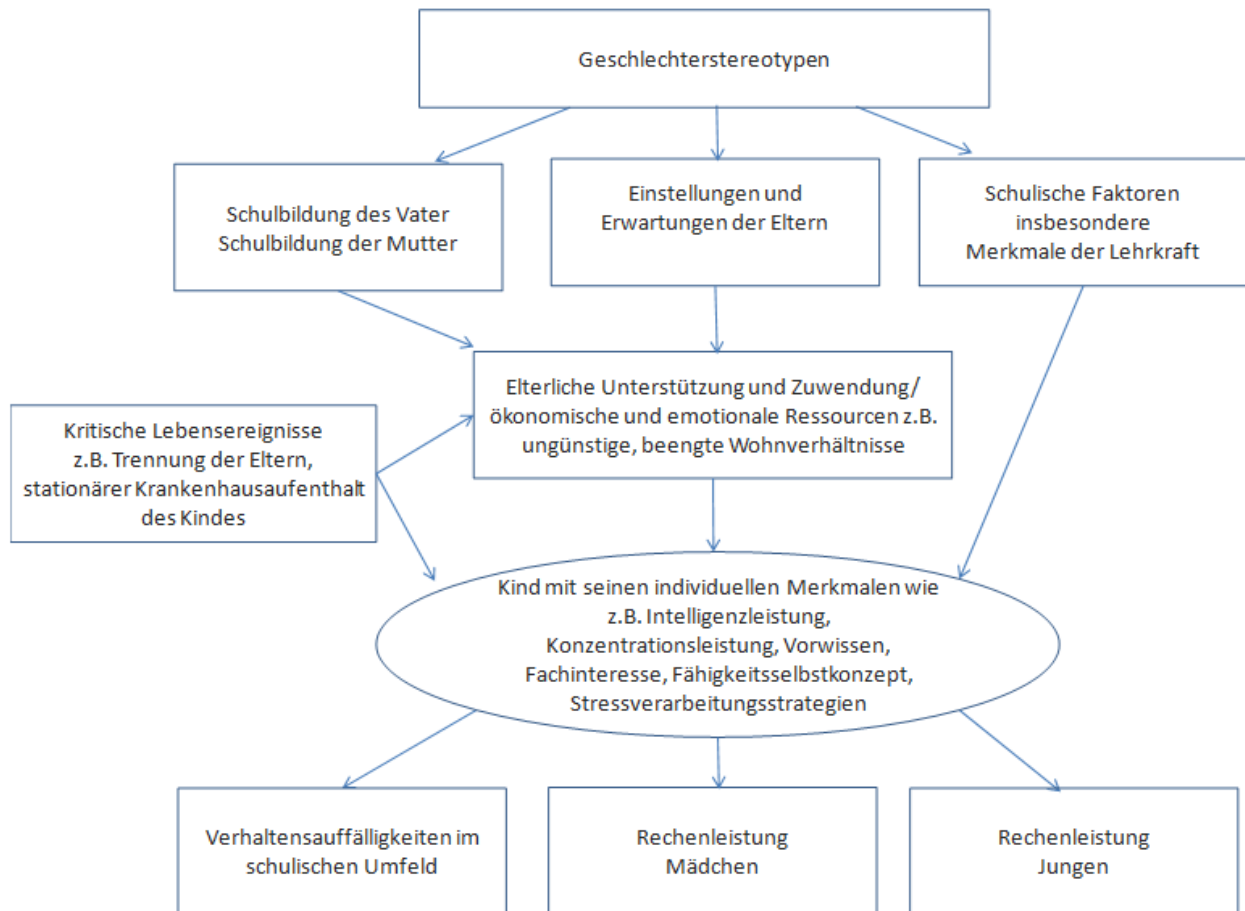 Geschlechterstereotypen
Schulbildung des Vater
Schulbildung der Mutter
Einstellungen und
Erwartungen der Eltern
Schulische Faktoren
insbesondere
Merkmale der Lehrkraft
Elterliche Unterstützung und Zuwendung/
ökonomische und emotionale Ressourcen z.B.
ungünstige, beengte Wohnverhältnisse
Kritische Lebensereignisse
z.B. Trennung der Eltern,
stationärer Krankenhausaufenthalt
des Kindes
Kind mit seinen individuellen Merkmalen wie
z.B. Intelligenzleistung,
Konzentrationsleistung, Vorwissen,
Fachinteresse, Fähigkeitsselbstkonzept,
Stressverarbeitungsstrategien
Verhaltensauffälligkeiten im
schulischen Umfeld
Rechenleistung
Mädchen
Rechenleistung
Jungen